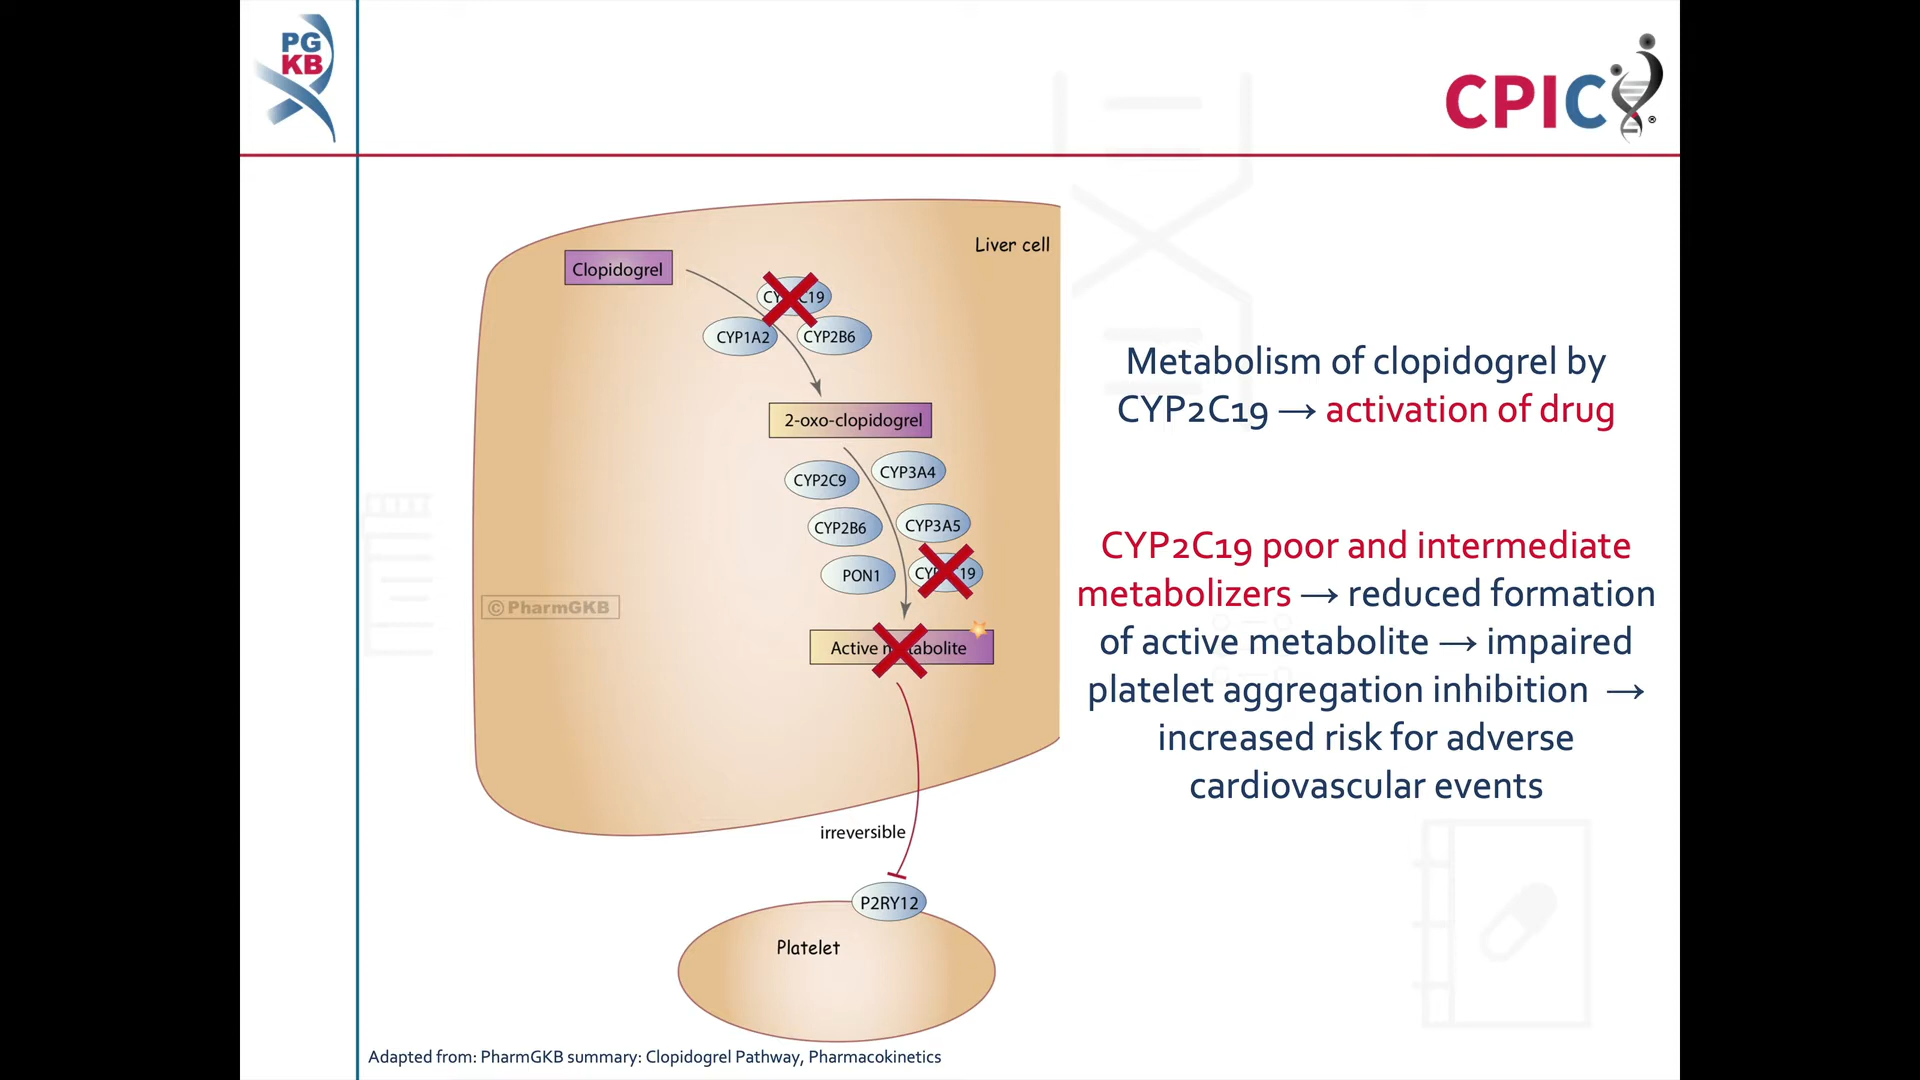 PG
KB
CPIC®
Liver cell
Clopidogrel
CYP2C19
CYP1A2
CYP2B6
2-oxo-clopidogrel
CYP2C9
CYP3A4
CYP2B6
CYP3A5
PON1
CYP2C19
©PharmGKB
Active metabolite
irreversible
P2RY12
Platelet
Metabolism of clopidogrel by
CYP2C19 → activation of drug
CYP2C19 poor and intermediate
metabolizers → reduced formation
of active metabolite → impaired
platelet aggregation inhibition →
increased risk for adverse
cardiovascular events
Adapted from: PharmGKB summary: Clopidogrel Pathway, Pharmacokinetics